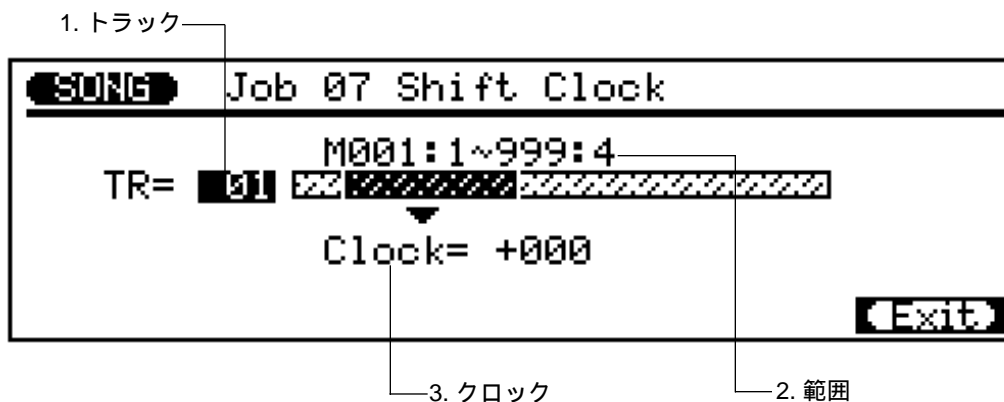 1. トラック
SONG Job 07 Shift Clock
M001:1~999:4
TR= 01
Clock= +000
Exit
3. クロック
2. 範囲